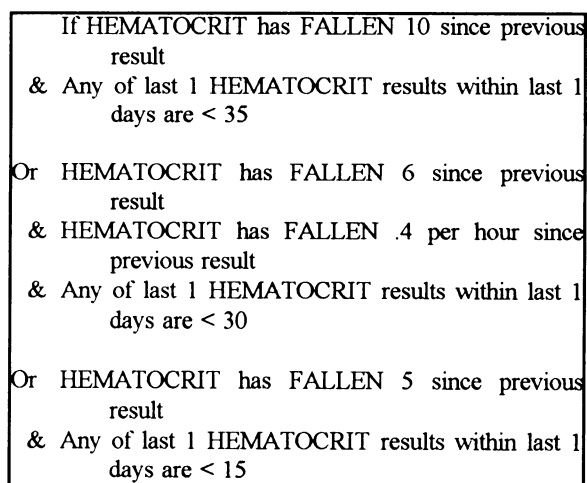 If HEMATOCRIT has FALLEN 10 since previous
result
& Any of last 1 HEMATOCRIT results within last 1
days are < 35
Or HEMATOCRIT has FALLEN 6 since previous
result
& HEMATOCRIT has FALLEN .4 per hour since
previous result
& Any of last 1 HEMATOCRIT results within last 1
days are < 30
Or HEMATOCRIT has FALLEN 5 since previous
result
& Any of last 1 HEMATOCRIT results within last 1
days are < 15